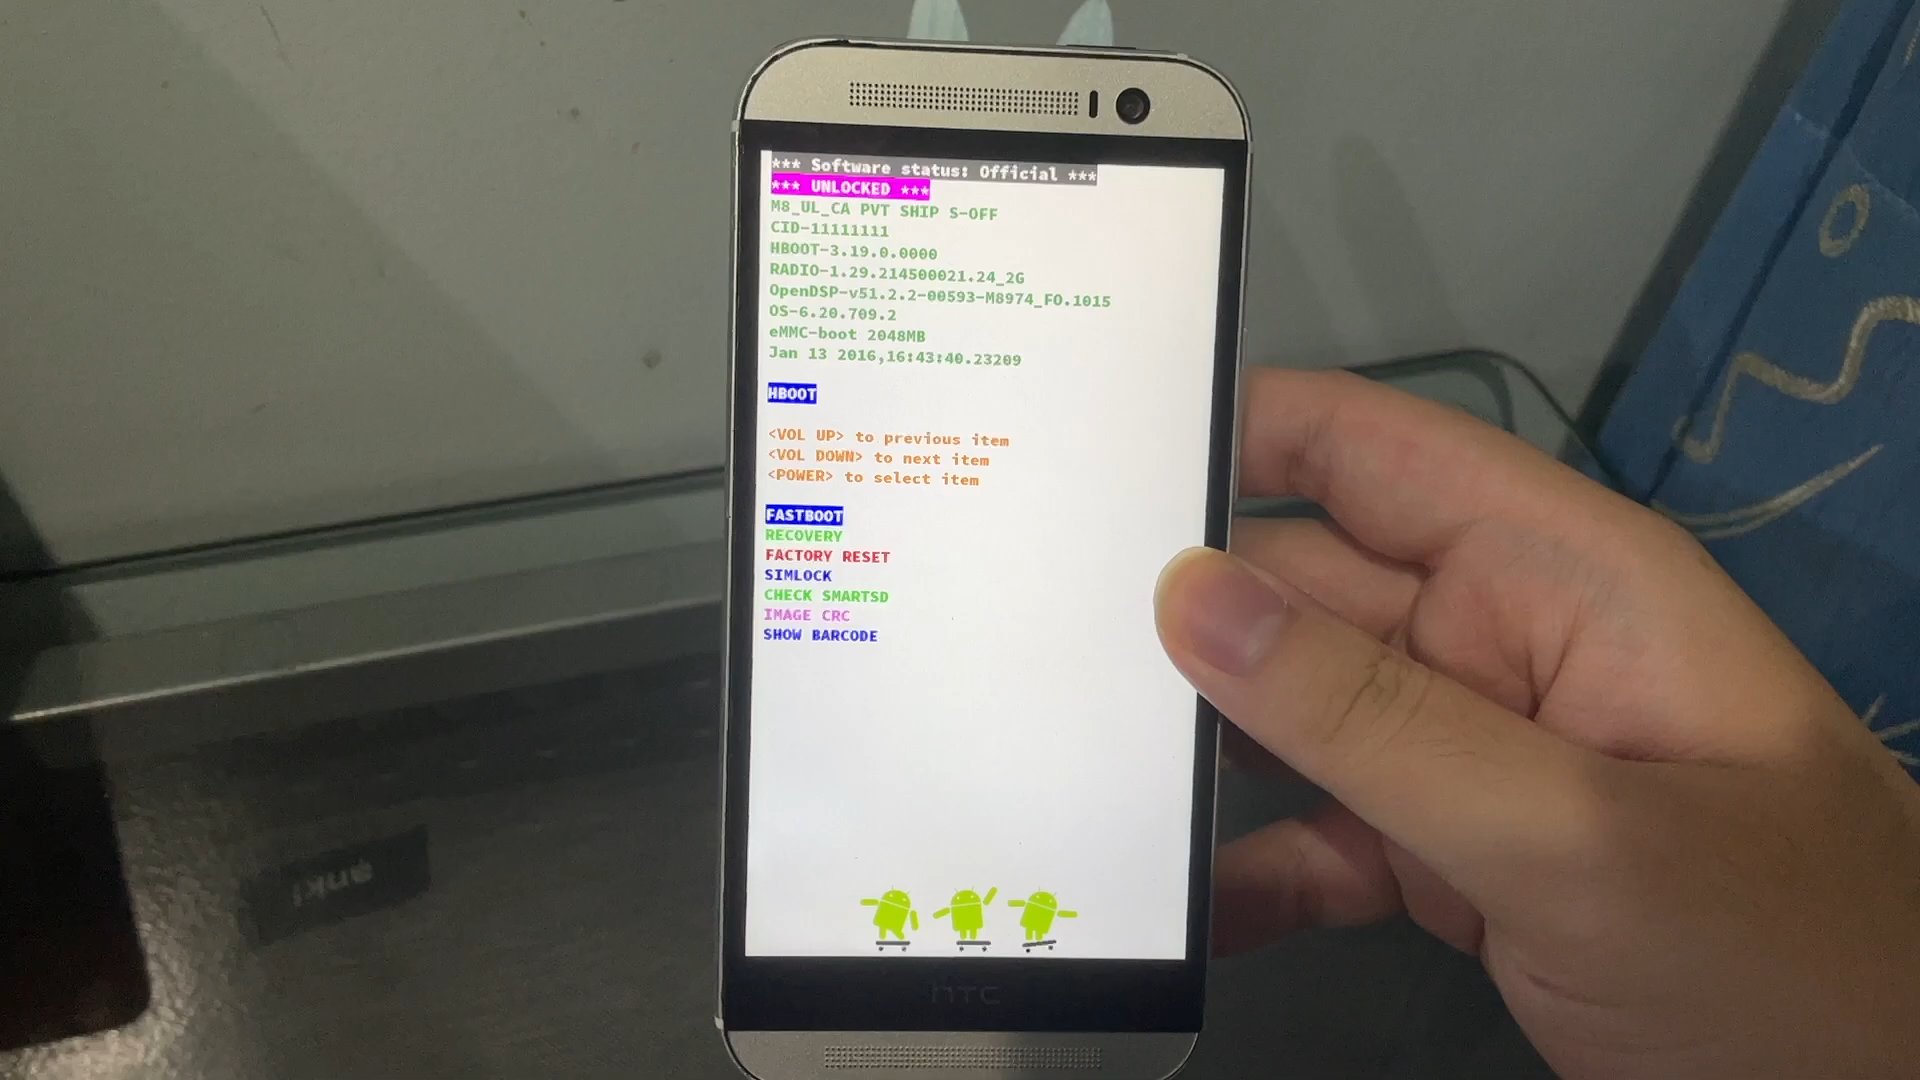 *** Software status: Official ***
*** UNLOCKED ***
M8_UL_CA PVT SHIP S-OFF
CID-11111111
HBOOT-3.19.0.0000
RADIO-1.29.214500021.24_2G
OpenDSP-v51.2.2-00593-M8974_FO.1015
OS-6.20.709.2
eMMC-boot 2048MB
Jan 13 2016,16:43:40.23209
HBOOT
<VOL UP> to previous item
<VOL DOWN> to next item
<POWER> to select item
FASTBOOT
RECOVERY
FACTORY RESET
SIMLOCK
CHECK SMARTSD
IMAGE CRC
SHOW BARCODE
hTC
anki